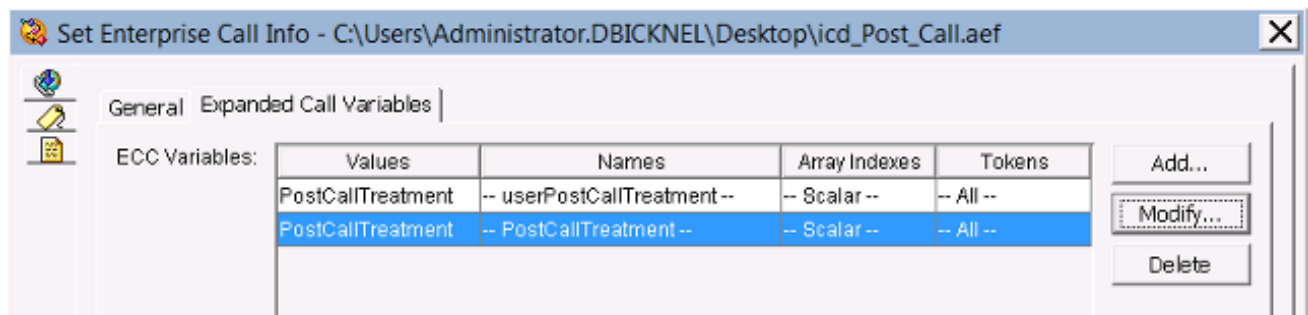 Set Enterprise Call Info - C:\Users\Administrator.DBICKNEL\Desktop\icd_Post_Call.aef
General Expanded Call Variables
ECC Variables: Values Names Array Indexes Tokens Add...
PostCallTreatment -- userPostCallTreatment -- -- Scalar -- -- All --
Modify...
PostCallTreatment -- PostCallTreatment -- -- Scalar -- -- All --
Delete